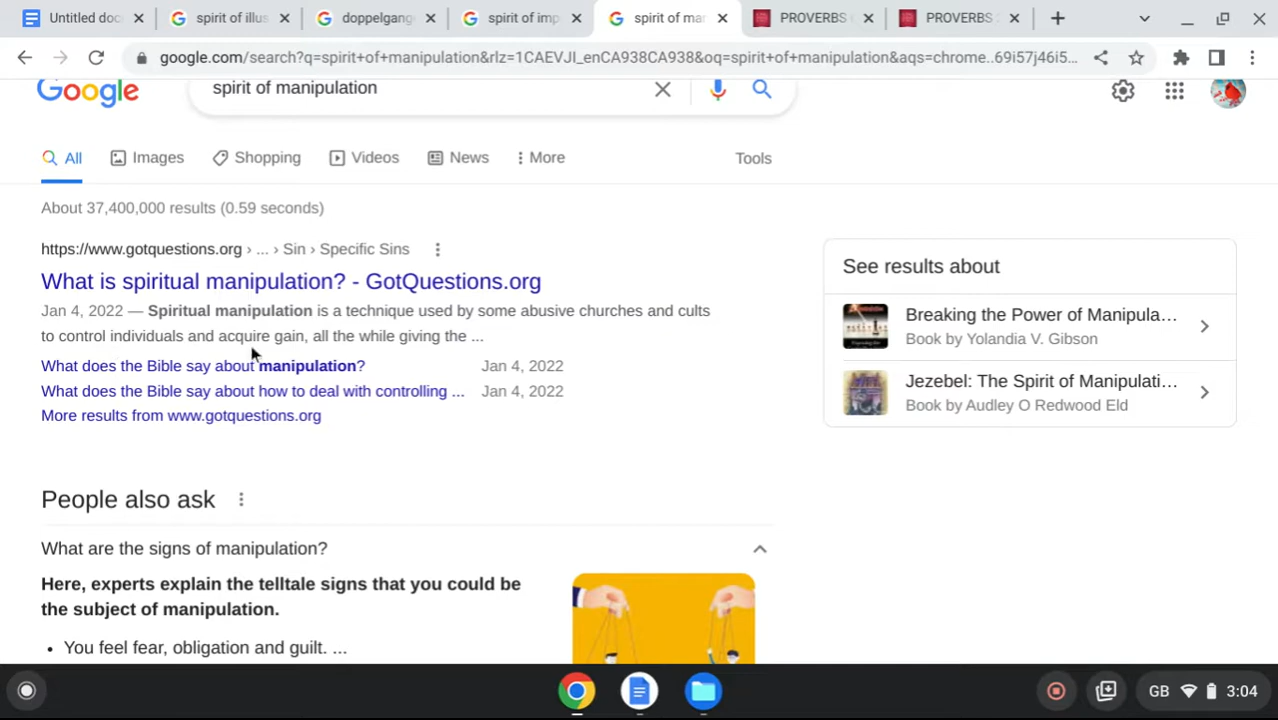 Untitled doc
spirit of illus
doppelgang
spirit of imp
spirit of mar
PROVERBS
PROVERBS
google.com/search?q=spirit+of+manipulation&rlz=1CAEVJI_enCA938CA938&oq=spirit+of+manipulation&aqs=chrome..69i57j46i5...
Google
spirit of manipulation
All
Images
Shopping
Videos
News
More
Tools
About 37,400,000 results (0.59 seconds)
https://www.gotquestions.org › ... › Sin › Specific Sins
What is spiritual manipulation? - GotQuestions.org
Jan 4, 2022 — Spiritual manipulation is a technique used by some abusive churches and cults
to control individuals and acquire gain, all the while giving the ...
What does the Bible say about manipulation? Jan 4, 2022
What does the Bible say about how to deal with controlling ... Jan 4, 2022
More results from www.gotquestions.org
See results about
Breaking the Power of Manipula...
Book by Yolandia V. Gibson
Jezebel: The Spirit of Manipulati...
Book by Audley O Redwood Eld
People also ask
What are the signs of manipulation?
Here, experts explain the telltale signs that you could be
the subject of manipulation.
• You feel fear, obligation and guilt. ...
GB 3:04